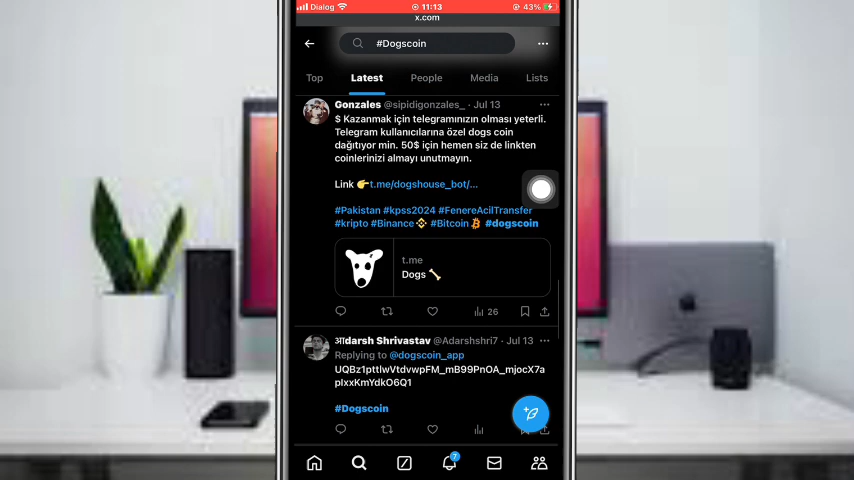 Dialog
11:13
43%
x.com
#Dogscoin
Top Latest People Media Lists
Gonzales @sipidigonzales_ · Jul 13
$ Kazanmak için telegramınızın olması yeterli.
Telegram kullanıcılarına özel dogs coin
dağıtıyor min. 50$ için hemen siz de linkten
coinlerinizi almayı unutmayın.
Link 👉t.me/dogshouse_bot/...
#Pakistan #kpss2024 #FenereAcilTransfer
#kripto #Binance #Bitcoin #dogscoin
t.me
Dogs 🦴
26
आdarsh Shrivastav @Adarshshri7 · Jul 13
Replying to @dogscoin_app
UQBz1pttlwVtdvwpFM_mB99PnOA_mjocX7a
pIxxKmYdkO6Q1
#Dogscoin
7